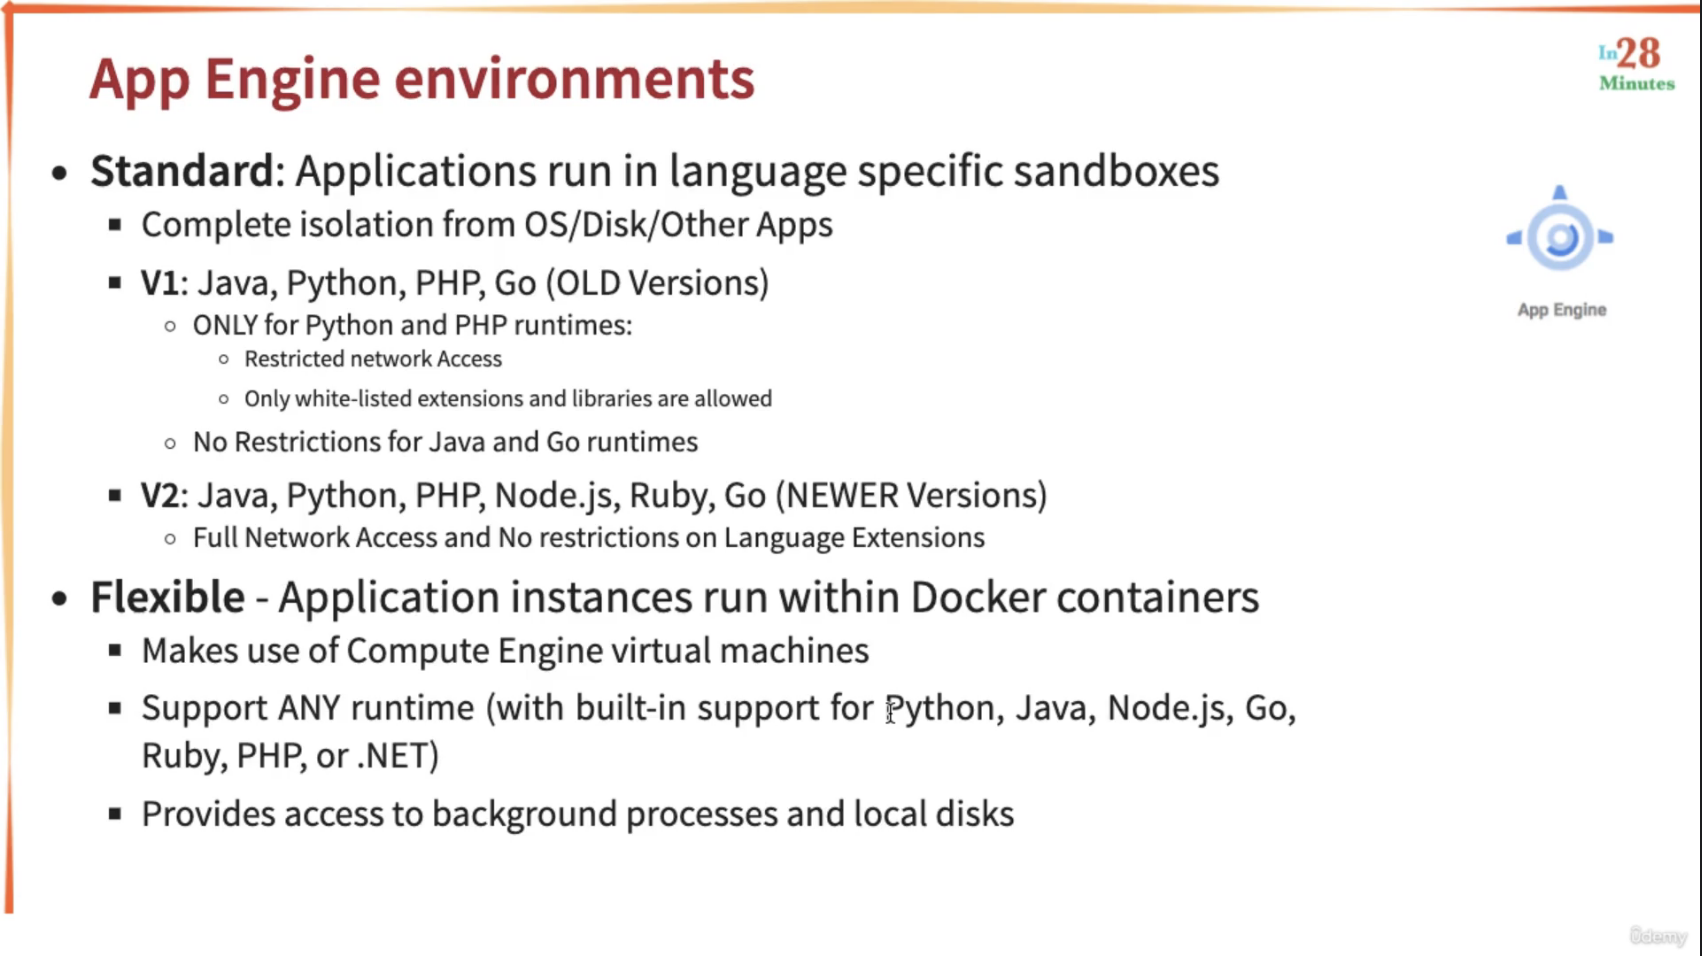 App Engine environments
In28
Minutes
• Standard: Applications run in language specific sandboxes
▪ Complete isolation from OS/Disk/Other Apps
▪ V1: Java, Python, PHP, Go (OLD Versions)
○ ONLY for Python and PHP runtimes:
○ Restricted network Access
○ Only white-listed extensions and libraries are allowed
○ No Restrictions for Java and Go runtimes
▪ V2: Java, Python, PHP, Node.js, Ruby, Go (NEWER Versions)
○ Full Network Access and No restrictions on Language Extensions
• Flexible - Application instances run within Docker containers
▪ Makes use of Compute Engine virtual machines
▪ Support ANY runtime (with built-in support for Python, Java, Node.js, Go,
Ruby, PHP, or .NET)
▪ Provides access to background processes and local disks
App Engine
Udemy